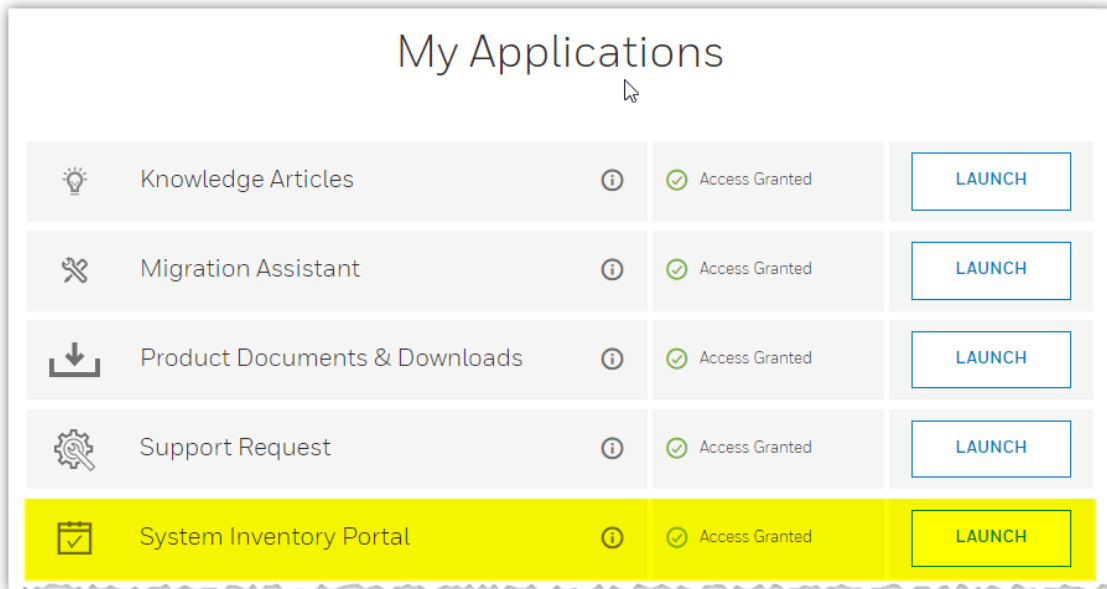 My Applications
Knowledge Articles Access Granted LAUNCH
Migration Assistant Access Granted LAUNCH
Product Documents & Downloads Access Granted LAUNCH
Support Request Access Granted LAUNCH
System Inventory Portal Access Granted LAUNCH